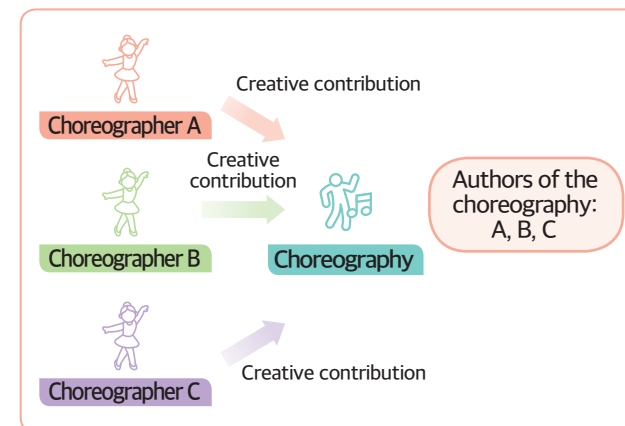 Creative contribution
Choreographer A
Creative
contribution
Choreographer B
Choreography
Authors of the
choreography:
A, B, C
Creative contribution
Choreographer C